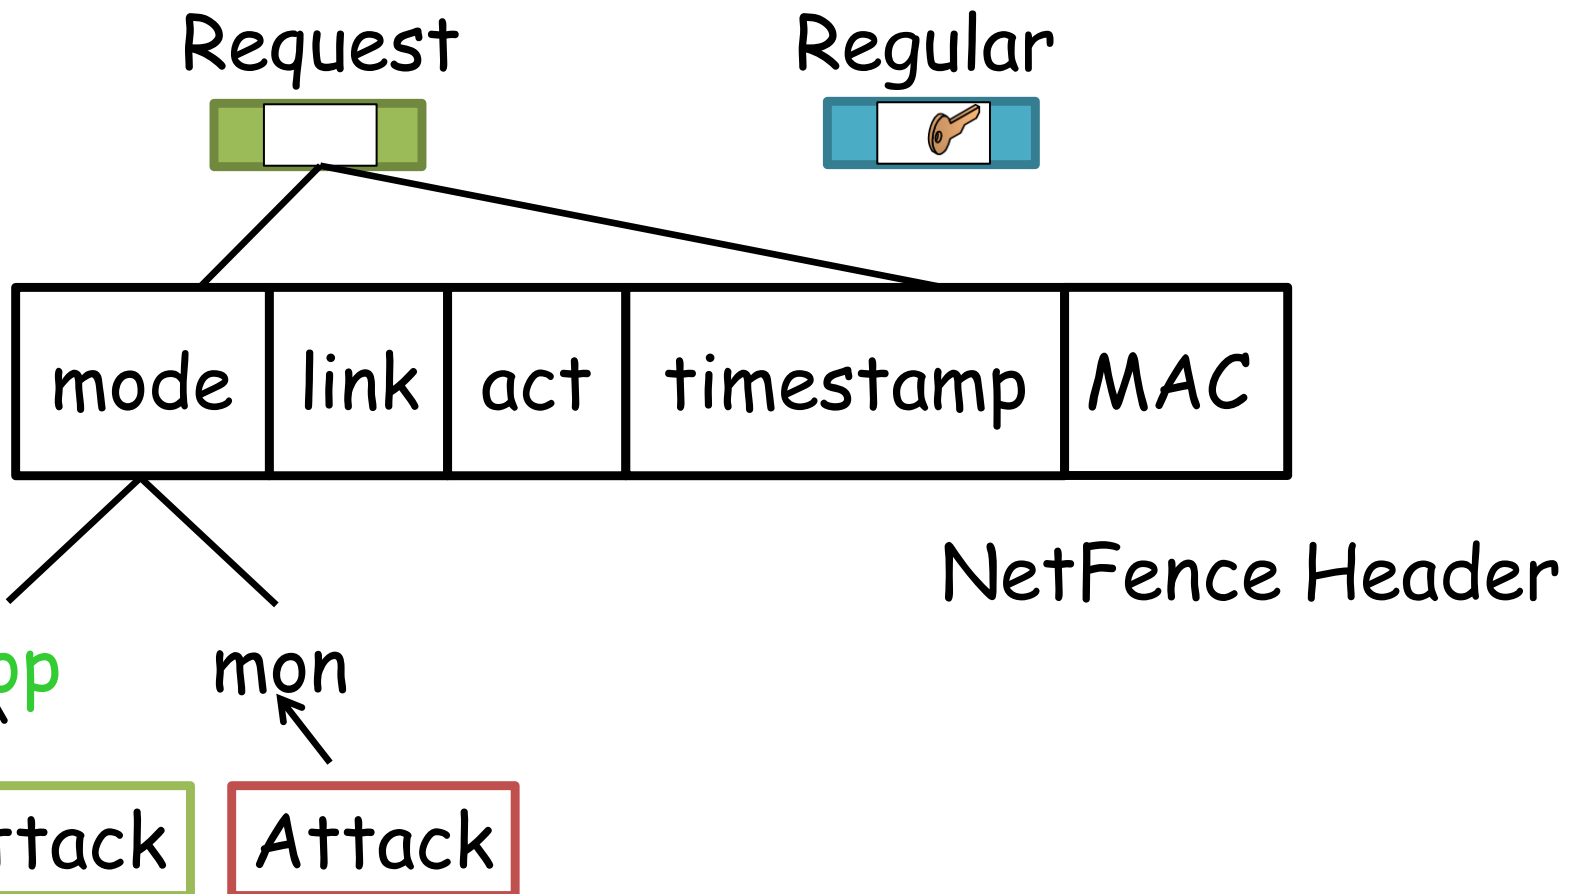 Request Regular
mode link act timestamp MAC
NetFence Header
mon
Attack